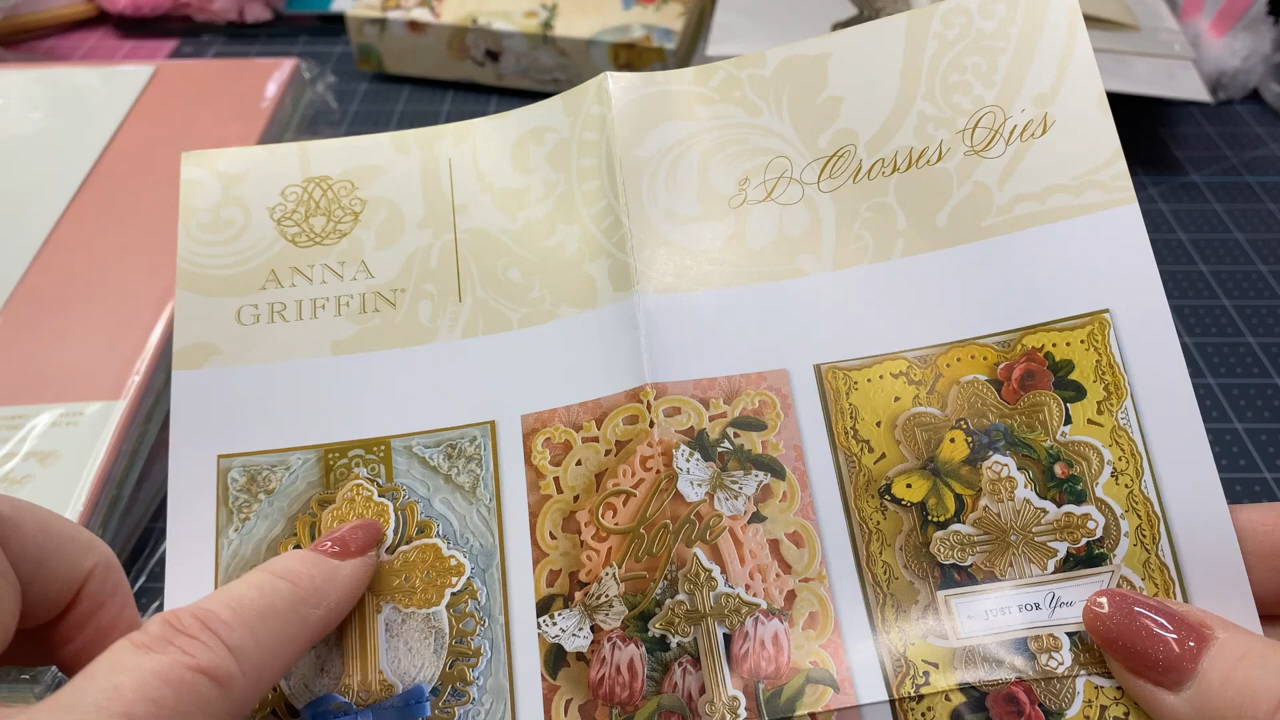 ANNA
GRIFFIN®
3D Crosses Dies
hope
JUST FOR You